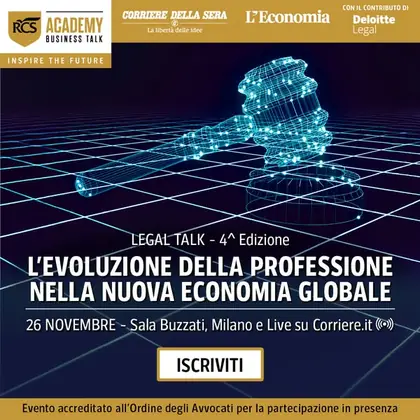 RCS
ACADEMY
BUSINESS TALK
INSPIRE THE FUTURE
CORRIERE DELLA SERA
La libertà delle idee
L'Economia
CON IL CONTRIBUTO DI
Deloitte
Legal
LEGAL TALK - 4^ Edizione
L'EVOLUZIONE DELLA PROFESSIONE
NELLA NUOVA ECONOMIA GLOBALE
26 NOVEMBRE - Sala Buzzati, Milano e Live su Corriere.it
ISCRIVITI
Evento accreditato all'Ordine degli Avvocati per la partecipazione in presenza